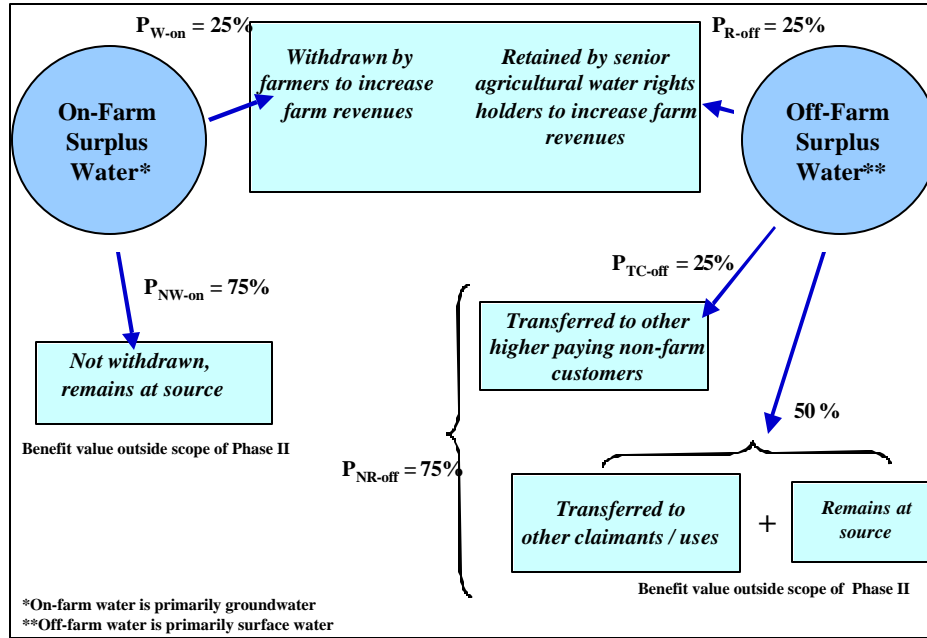 P_W-on = 25%
P_R-off = 25%
On-Farm
Surplus
Water*
Withdrawn by
farmers to increase
farm revenues
Retained by senior
agricultural water rights
holders to increase farm
revenues
Off-Farm
Surplus
Water**
P_NW-on = 75%
Not withdrawn,
remains at source
Benefit value outside scope of Phase II
P_TC-off = 25%
Transferred to other
higher paying non-farm
customers
50 %
P_NR-off = 75%
Transferred to
other claimants / uses
+
Remains at
source
Benefit value outside scope of Phase II
*On-farm water is primarily groundwater
**Off-farm water is primarily surface water